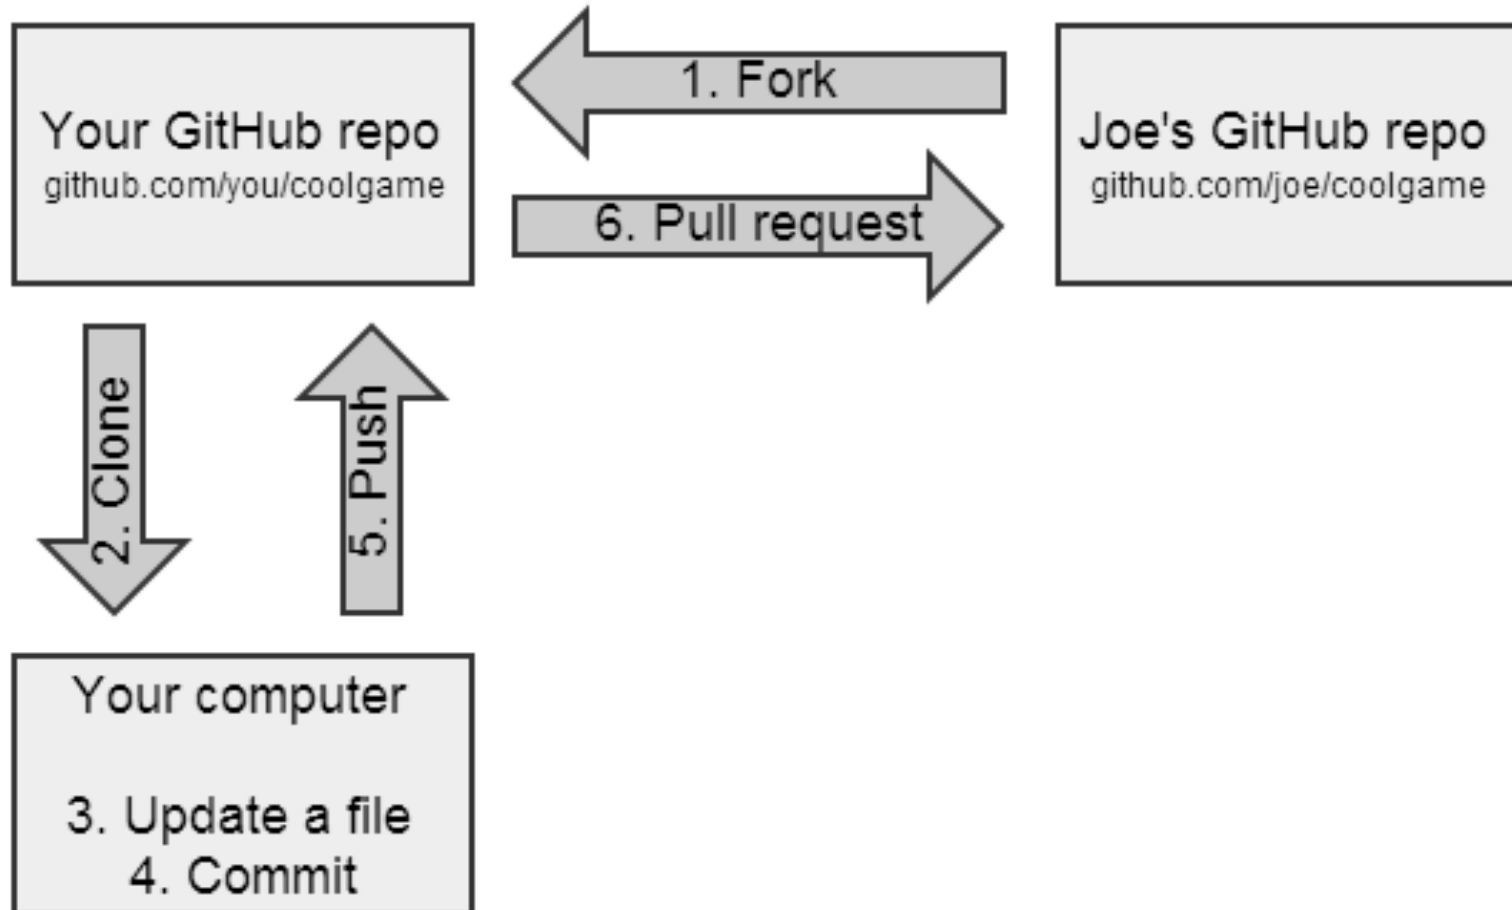 1. Fork
Your GitHub repo
github.com/you/coolgame
Joe's GitHub repo
github.com/joe/coolgame
6. Pull request
2. Clone
5. Push
Your computer
3. Update a file
4. Commit